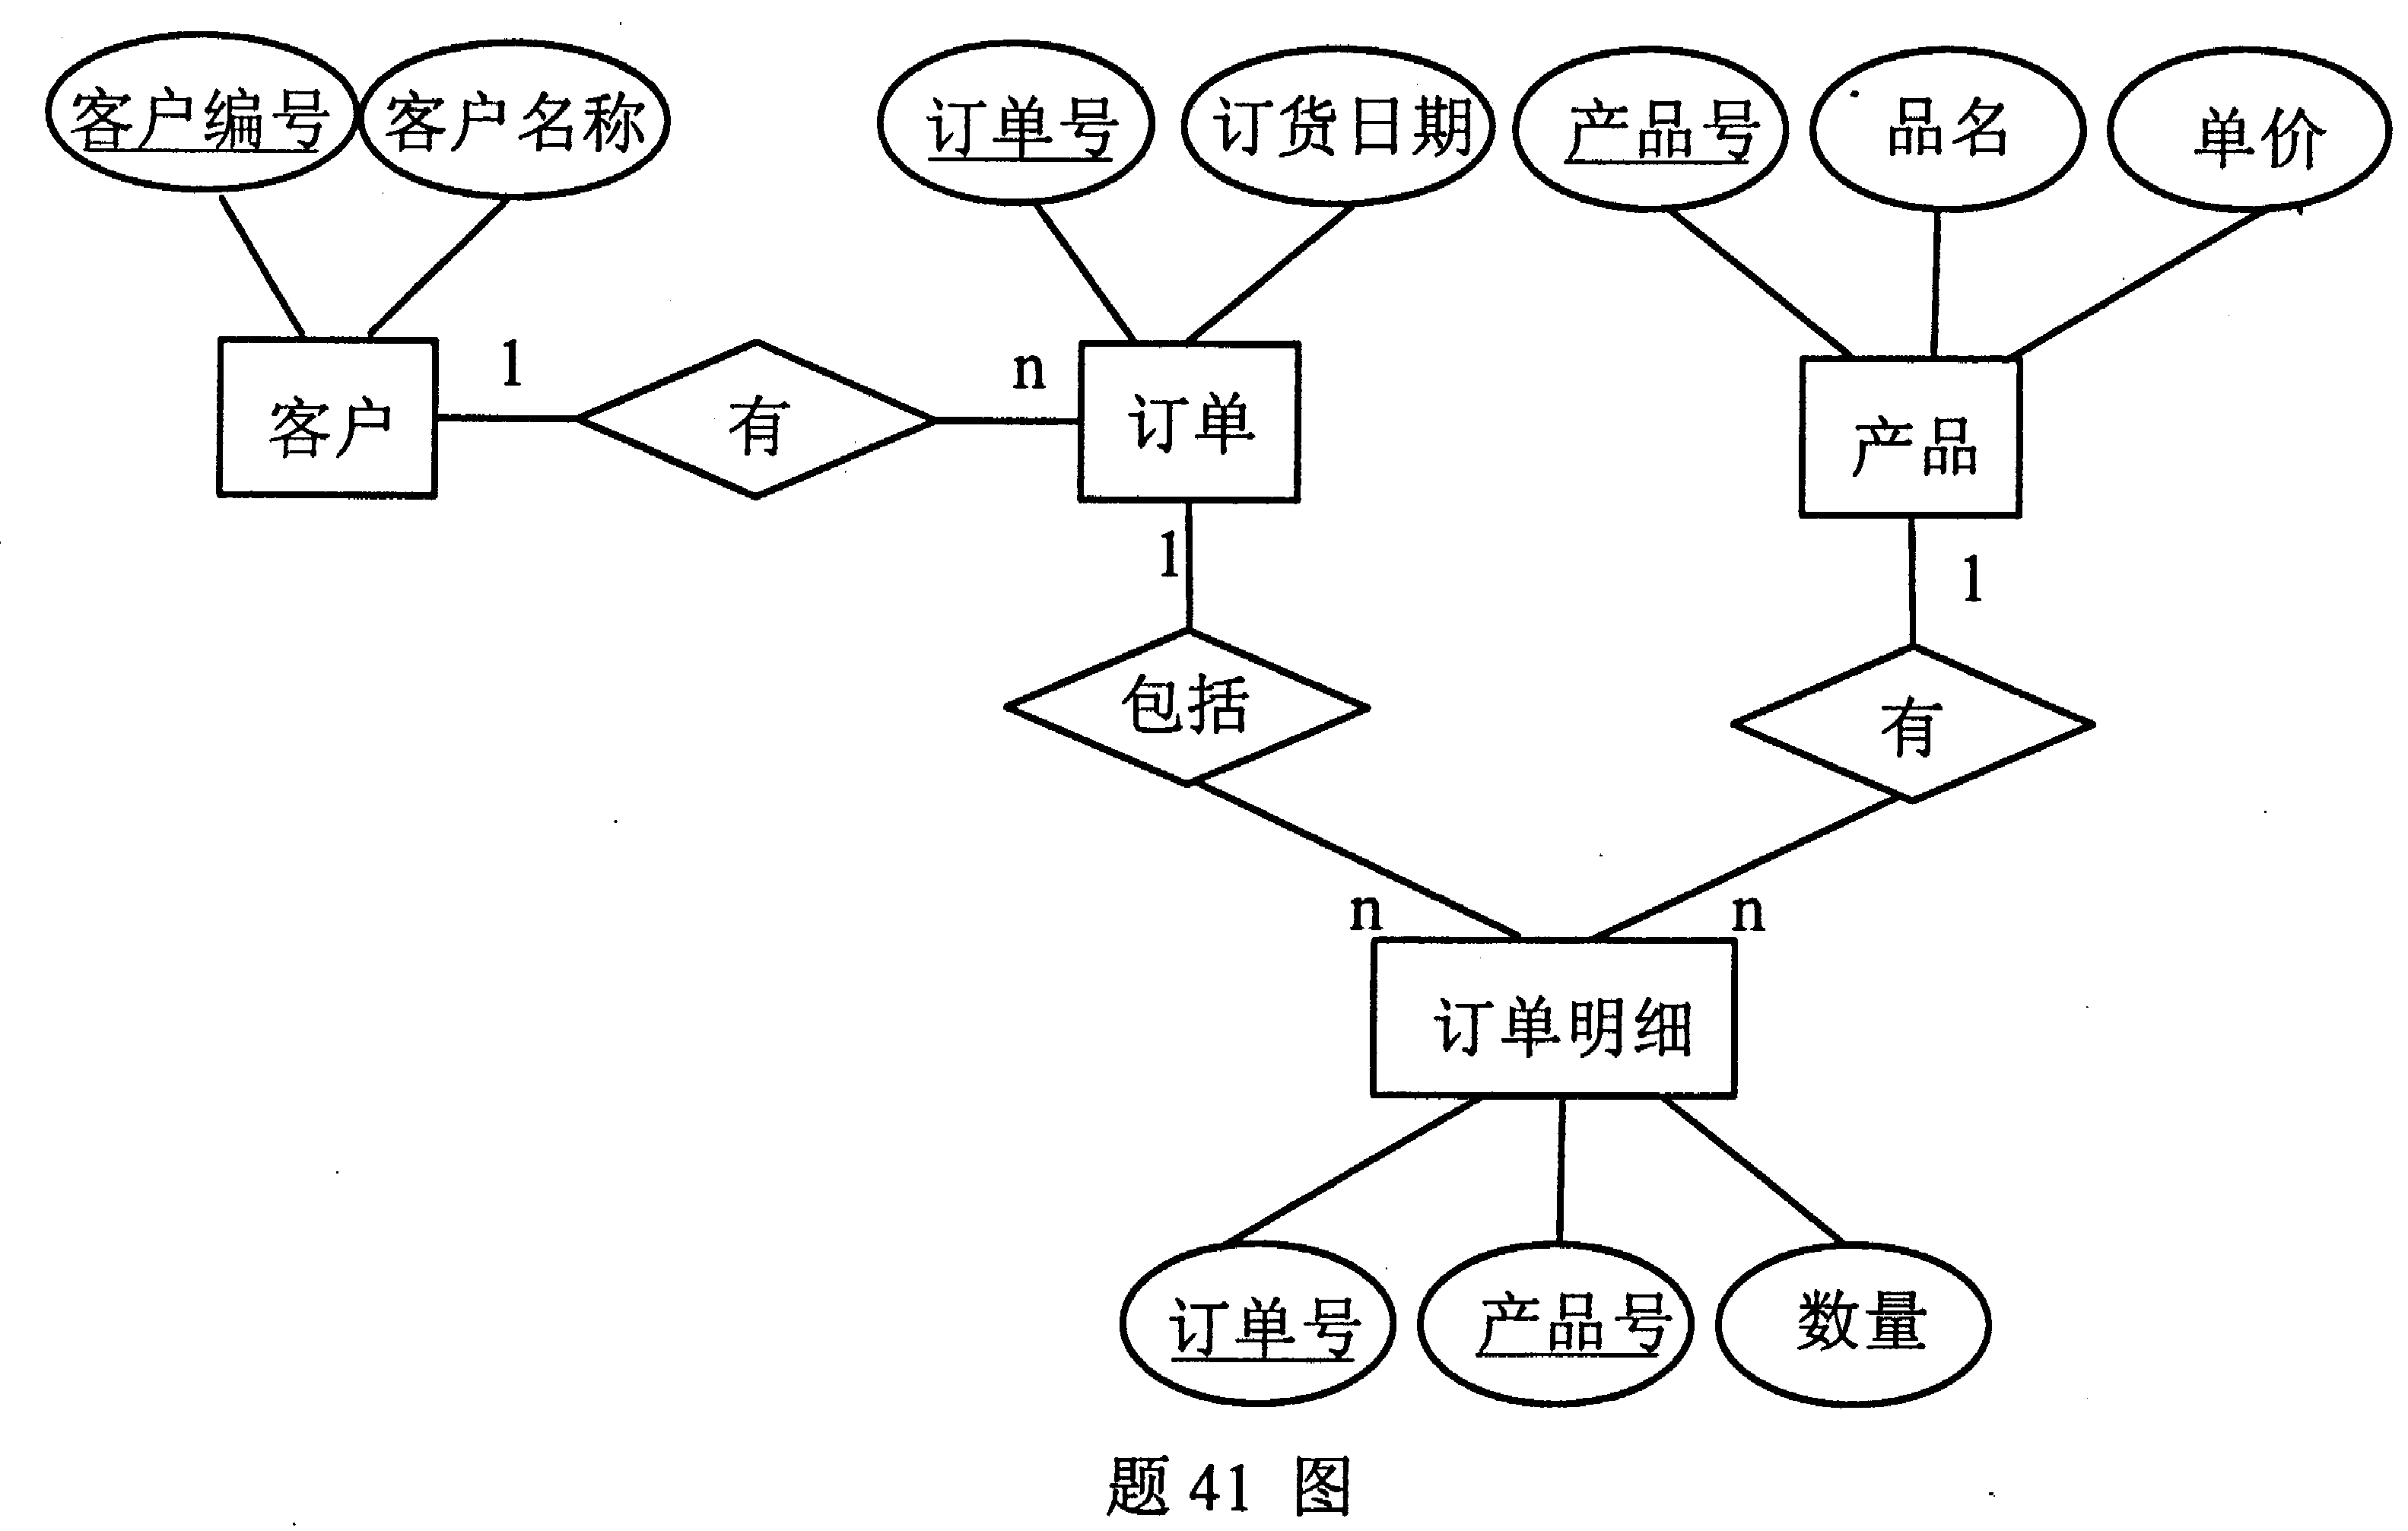 客户编号 客户名称 订单号 订货日期 产品号 品名 单价
客户 1 有 n 订单 产品
1 1
包括 有
n n
订单明细
订单号 产品号 数量
题 41 图